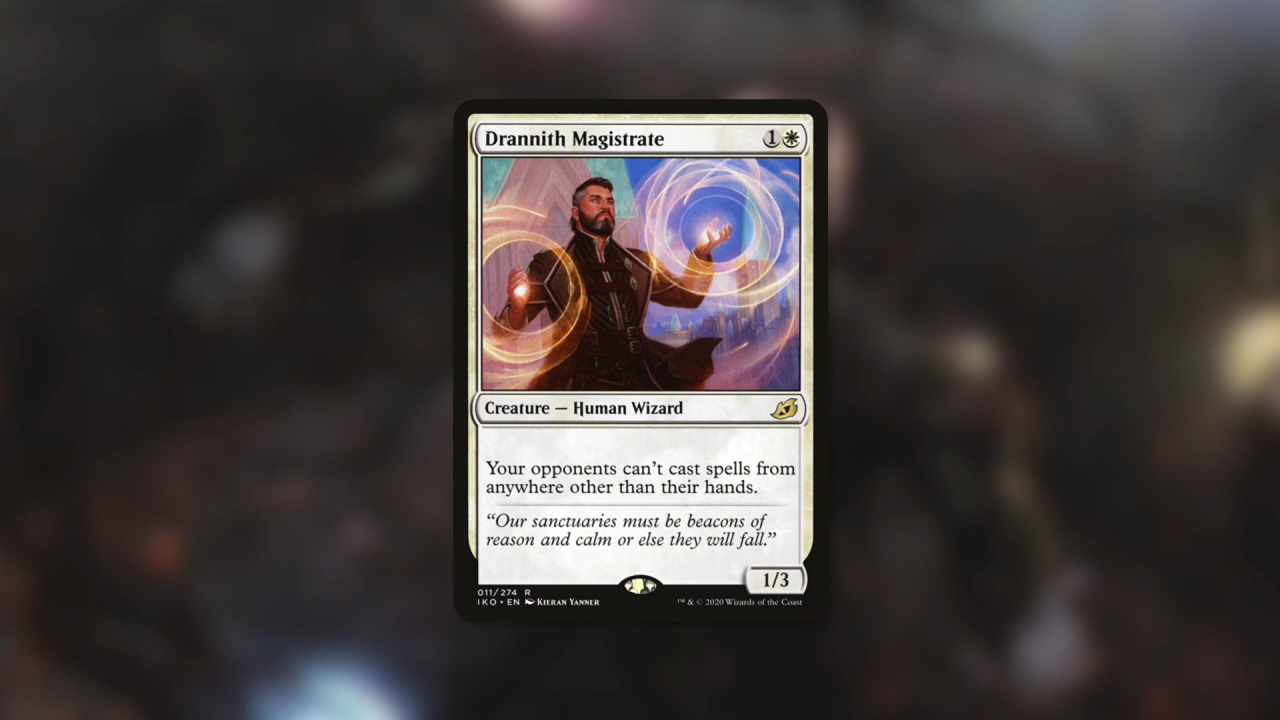 Drannith Magistrate 1
Creature — Human Wizard
Your opponents can't cast spells from
anywhere other than their hands.
“Our sanctuaries must be beacons of
reason and calm or else they will fall.”
1/3
011/274 R
IKO • EN KIERAN YANNER
™ & © 2020 Wizards of the Coast